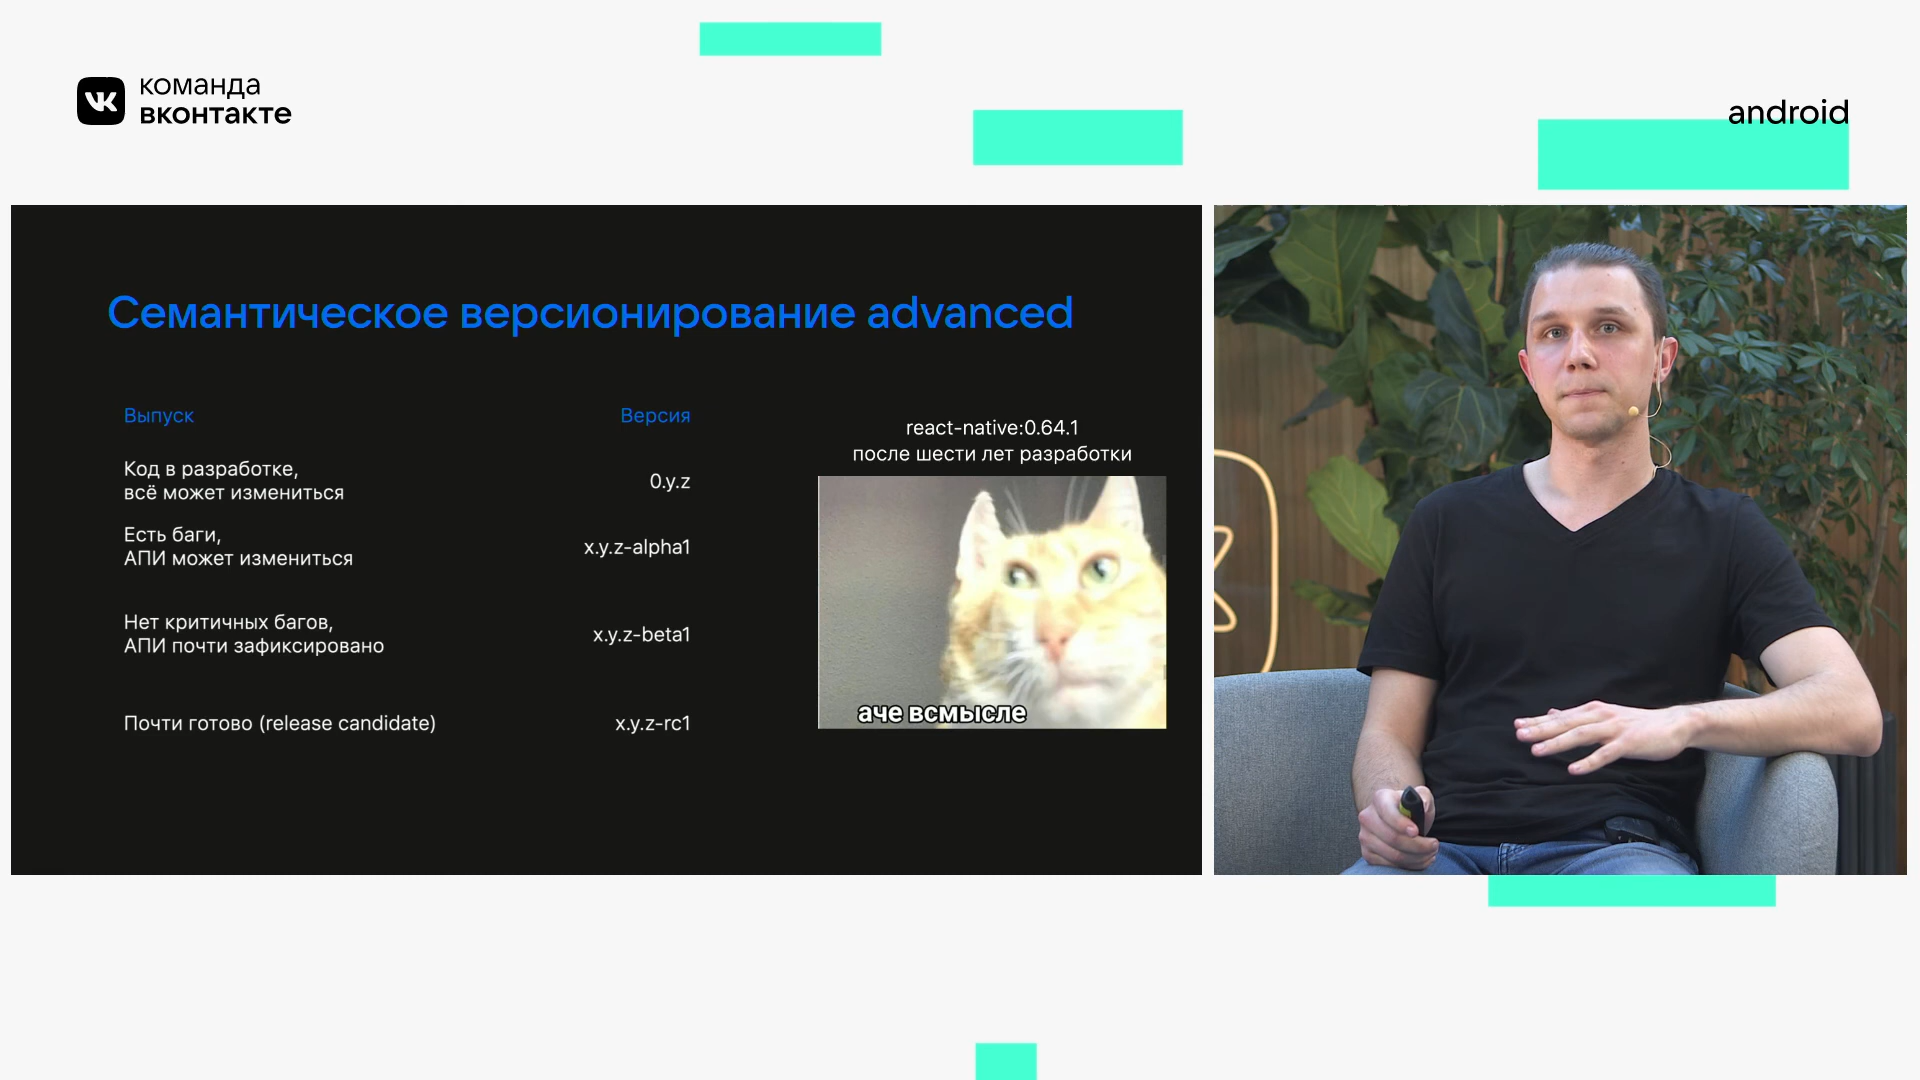 команда
вконтакте
android
Семантическое версионирование advanced
Выпуск Версия
Код в разработке,
всё может измениться
0.y.z
Есть баги,
АПИ может измениться
x.y.z-alpha1
Нет критичных багов,
АПИ почти зафиксировано
x.y.z-beta1
Почти готово (release candidate)
x.y.z-rc1
react-native:0.64.1
после шести лет разработки
аче всмысле